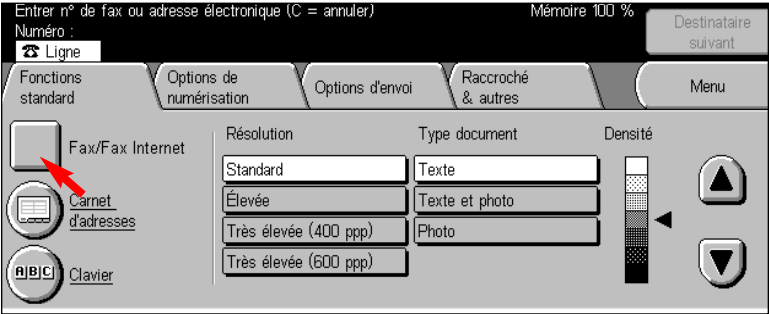 Entrer n° de fax ou adresse électronique (C = annuler) Mémoire 100 %
Numéro :
☎ Ligne
Destinataire
suivant
Fonctions
standard
Options de
numérisation
Options d'envoi
Raccroché
& autres
Menu
Fax/Fax Internet
Carnet
d'adresses
A|B|C Clavier
Résolution
Standard
Élevée
Très élevée (400 ppp)
Très élevée (600 ppp)
Type document
Texte
Texte et photo
Photo
Densité